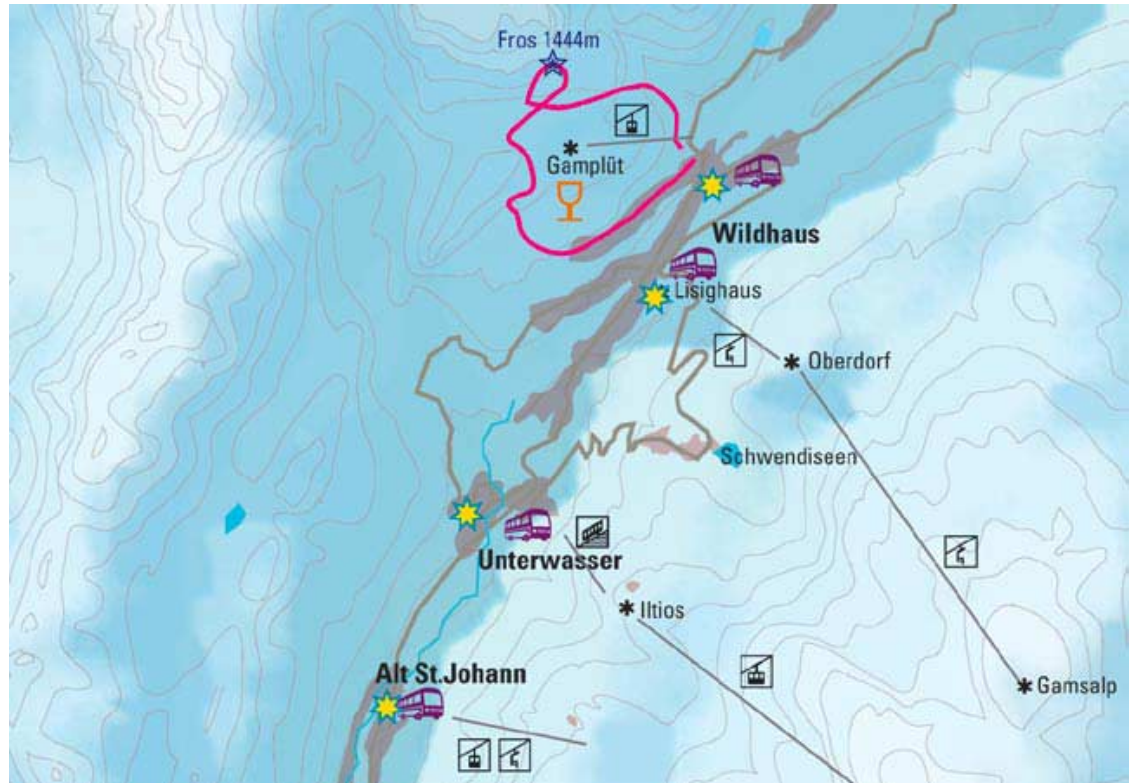 Fros 1444m
Gamplüt
Wildhaus
Lisighaus
Oberdorf
Schwendiseen
Unterwasser
Iltios
Alt St.Johann
Gamsalp